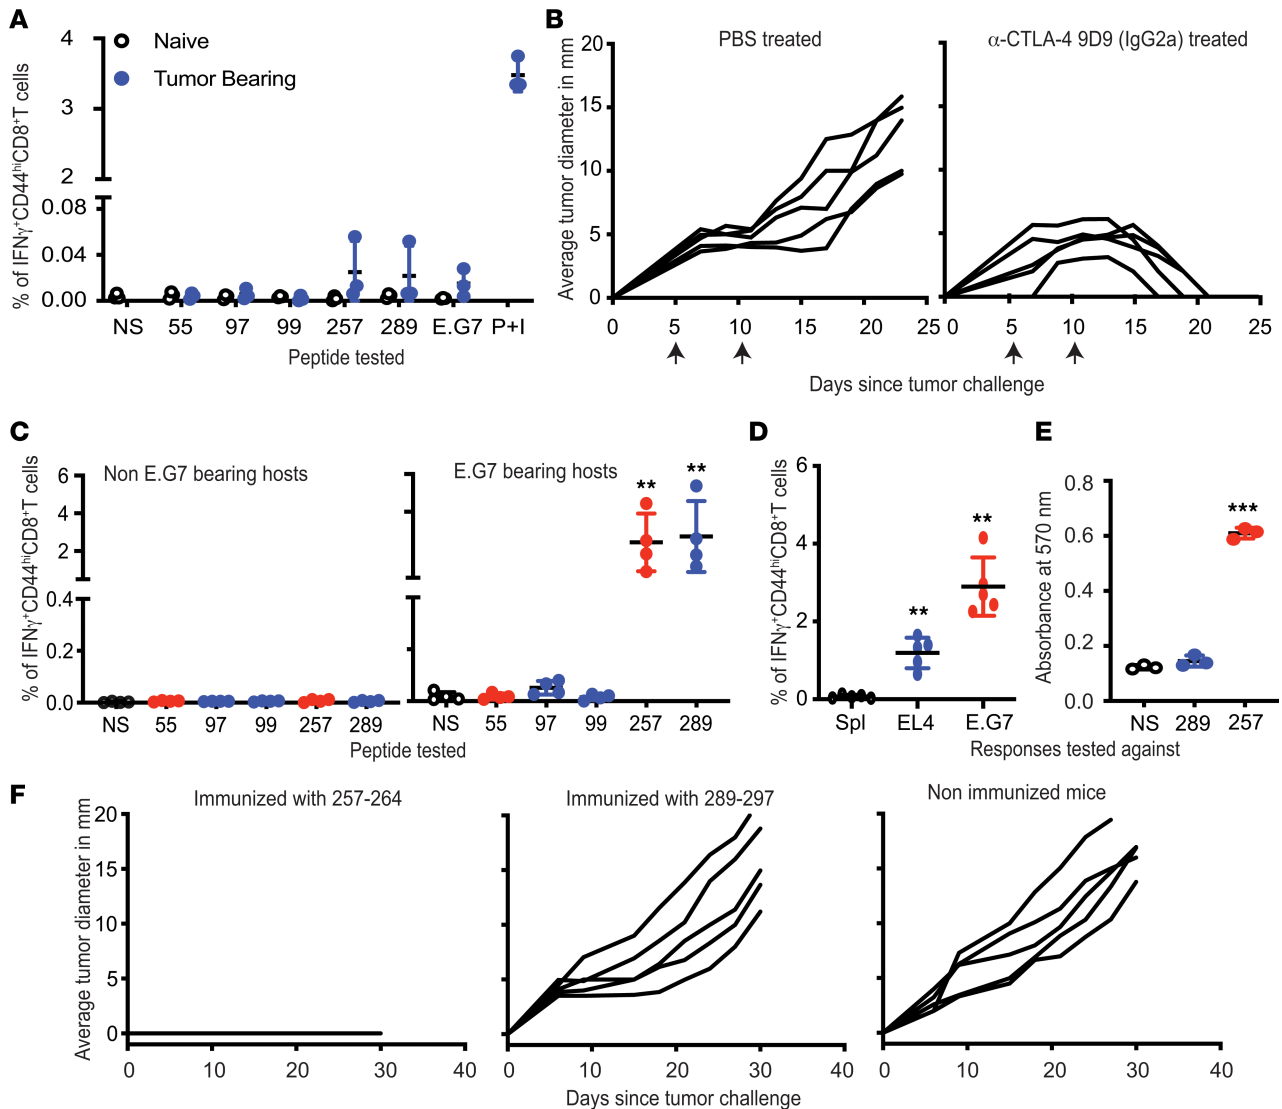 A
% of IFNγ+CD44hiCD8+T cells
4
3
2
0.08
0.04
0.00
Naive
Tumor Bearing
NS 55 97 99 257 289 E.G7 P+I
Peptide tested
B
PBS treated
α-CTLA-4 9D9 (IgG2a) treated
Average tumor diameter in mm
20
15
10
5
0
0 5 10 15 20 25
0 5 10 15 20 25
Days since tumor challenge
C
% of IFNγ+CD44hiCD8+T cells
Non E.G7 bearing hosts
E.G7 bearing hosts
6
4
2
0.4
0.2
0.0
** **
NS 55 97 99 257 289
NS 55 97 99 257 289
Peptide tested
D
% of IFNγ+CD44hiCD8+T cells
6
4
2
0
** **
Spl EL4 E.G7
E
Absorbance at 570 nm
0.8
0.6
0.4
0.2
0.0
***
NS 289 257
Responses tested against
F
Immunized with 257-264
Immunized with 289-297
Non immunized mice
Average tumor diameter in mm
20
15
10
5
0
0 10 20 30 40
0 10 20 30 40
0 10 20 30 40
Days since tumor challenge